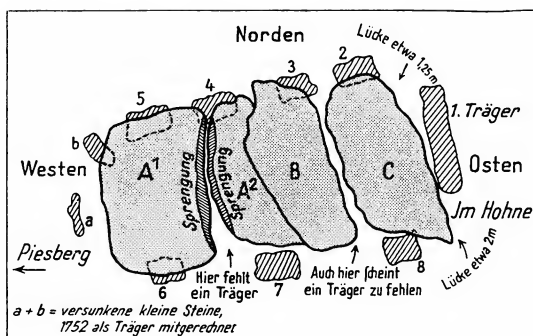 Norden
Lücke etwa 1,25 m
5
4
3
2
1. Träger
b
Westen
A¹
Sprengung
Sprengung
A²
B
C
Osten
a
Jm Hohne
Piesberg
6
Hier fehlt
ein Träger
7
Auch hier scheint
ein Träger zu fehlen
8
Lücke etwa 2m
a + b = versunkene kleine Steine,
1752 als Träger mitgerechnet